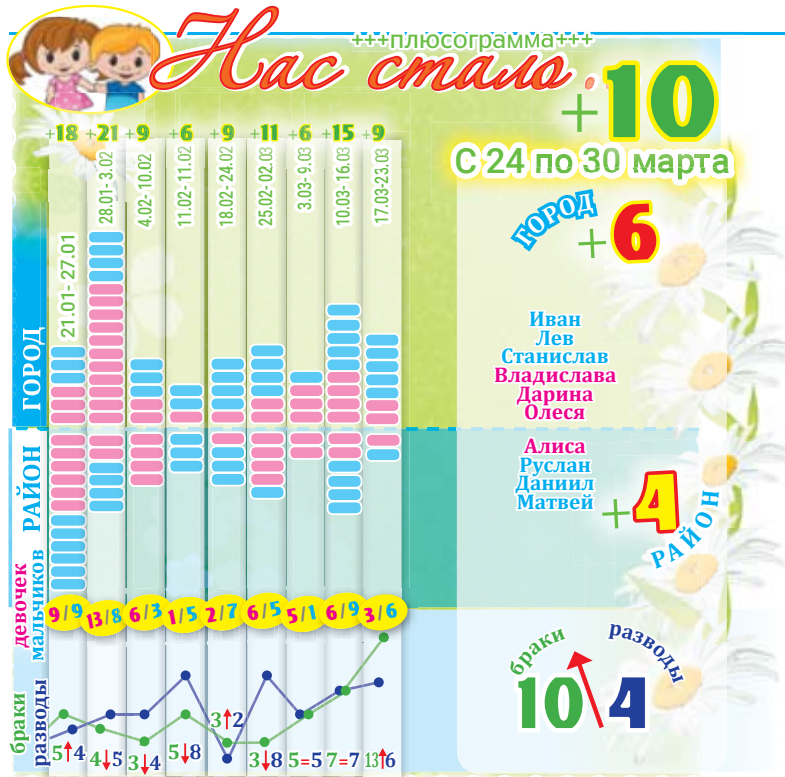 +++плюсограмма+++
Нас стало...
+10
С 24 по 30 марта
+18 +21 +9 +6 +9 +11 +6 +15 +9
21.01- 27.01
28.01- 3.02
4.02- 10.02
11.02- 11.02
18.02- 24.02
25.02- 02.03
3.03- 9.03
10.03- 16.03
17.03-23.03
ГОРОД
+6
Иван
Лев
Станислав
Владислава
Дарина
Олеся
ГОРОД
РАЙОН
Алиса
Руслан
Даниил
Матвей
+4
РАЙОН
девочек
мальчиков
9/9 13/8 6/3 1/5 2/7 6/5 5/1 6/9 3/6
браки
разводы
5↑4 4↓5 3↓4 5↓8 3↑2 3↓8 5=5 7=7 13↑6
браки
разводы
10 4